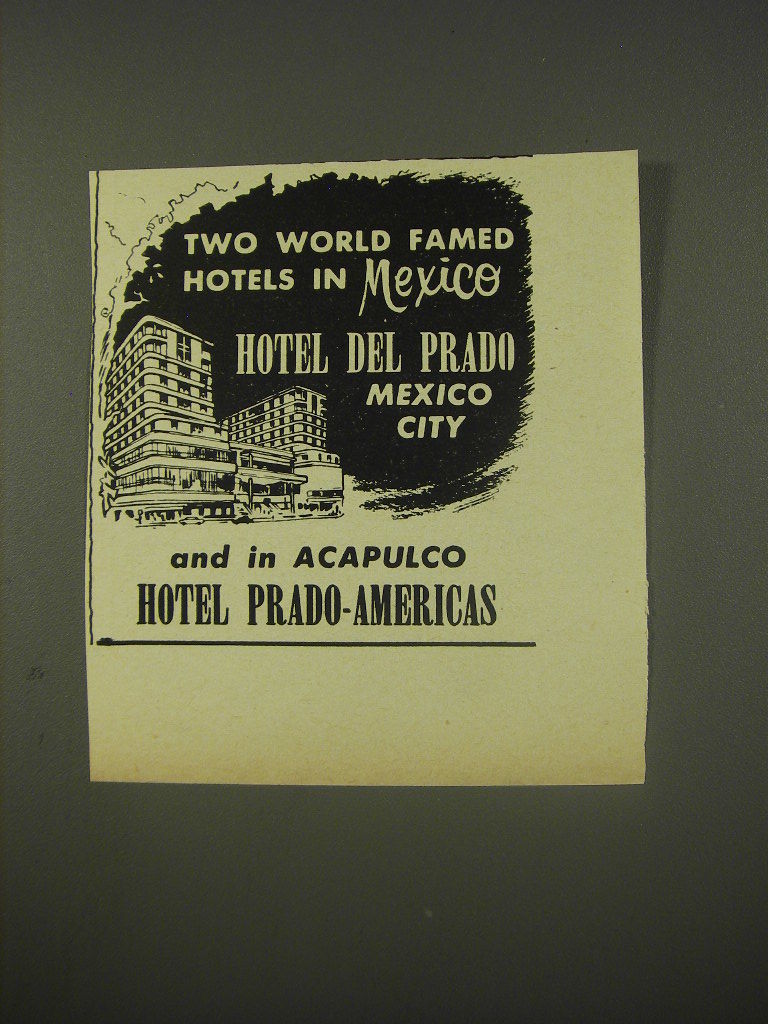 TWO WORLD FAMED
HOTELS IN Mexico
HOTEL DEL PRADO
MEXICO
CITY
and in ACAPULCO
HOTEL PRADO-AMERICAS